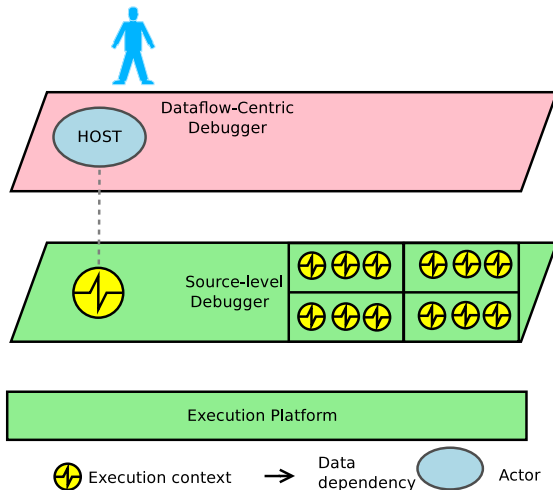 Dataflow-Centric
Debugger
HOST
Source-level
Debugger
Execution Platform
Execution context
Data
dependency
Actor